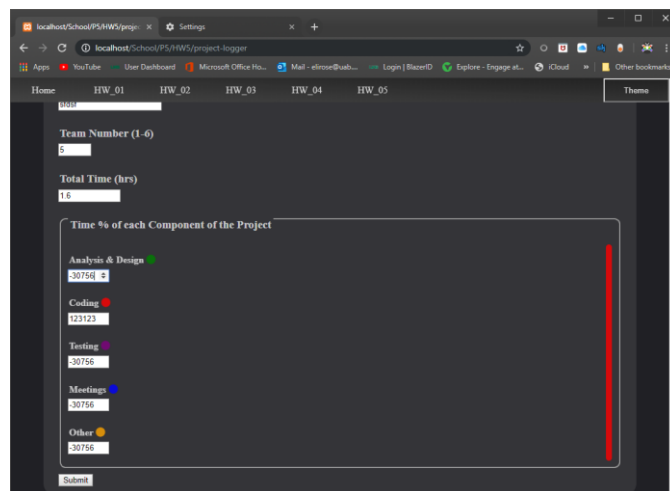 localhost/School/PS/HW5/projec
Settings
localhost/School/PS/HW5/project-logger
Apps YouTube User Dashboard Microsoft Office Ho... Mail - elirose@uab... Login | BlazerID Explore - Engage at... iCloud » Other bookmarks
Home HW_01 HW_02 HW_03 HW_04 HW_05 Theme
sfdsf
Team Number (1-6)
5
Total Time (hrs)
1.6
Time % of each Component of the Project
Analysis & Design
-30756
Coding
123123
Testing
-30756
Meetings
-30756
Other
-30756
Submit